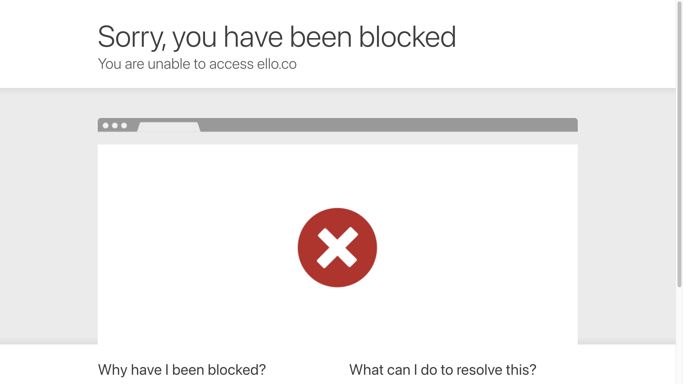 Sorry, you have been blocked
You are unable to access ello.co
Why have I been blocked?
What can I do to resolve this?